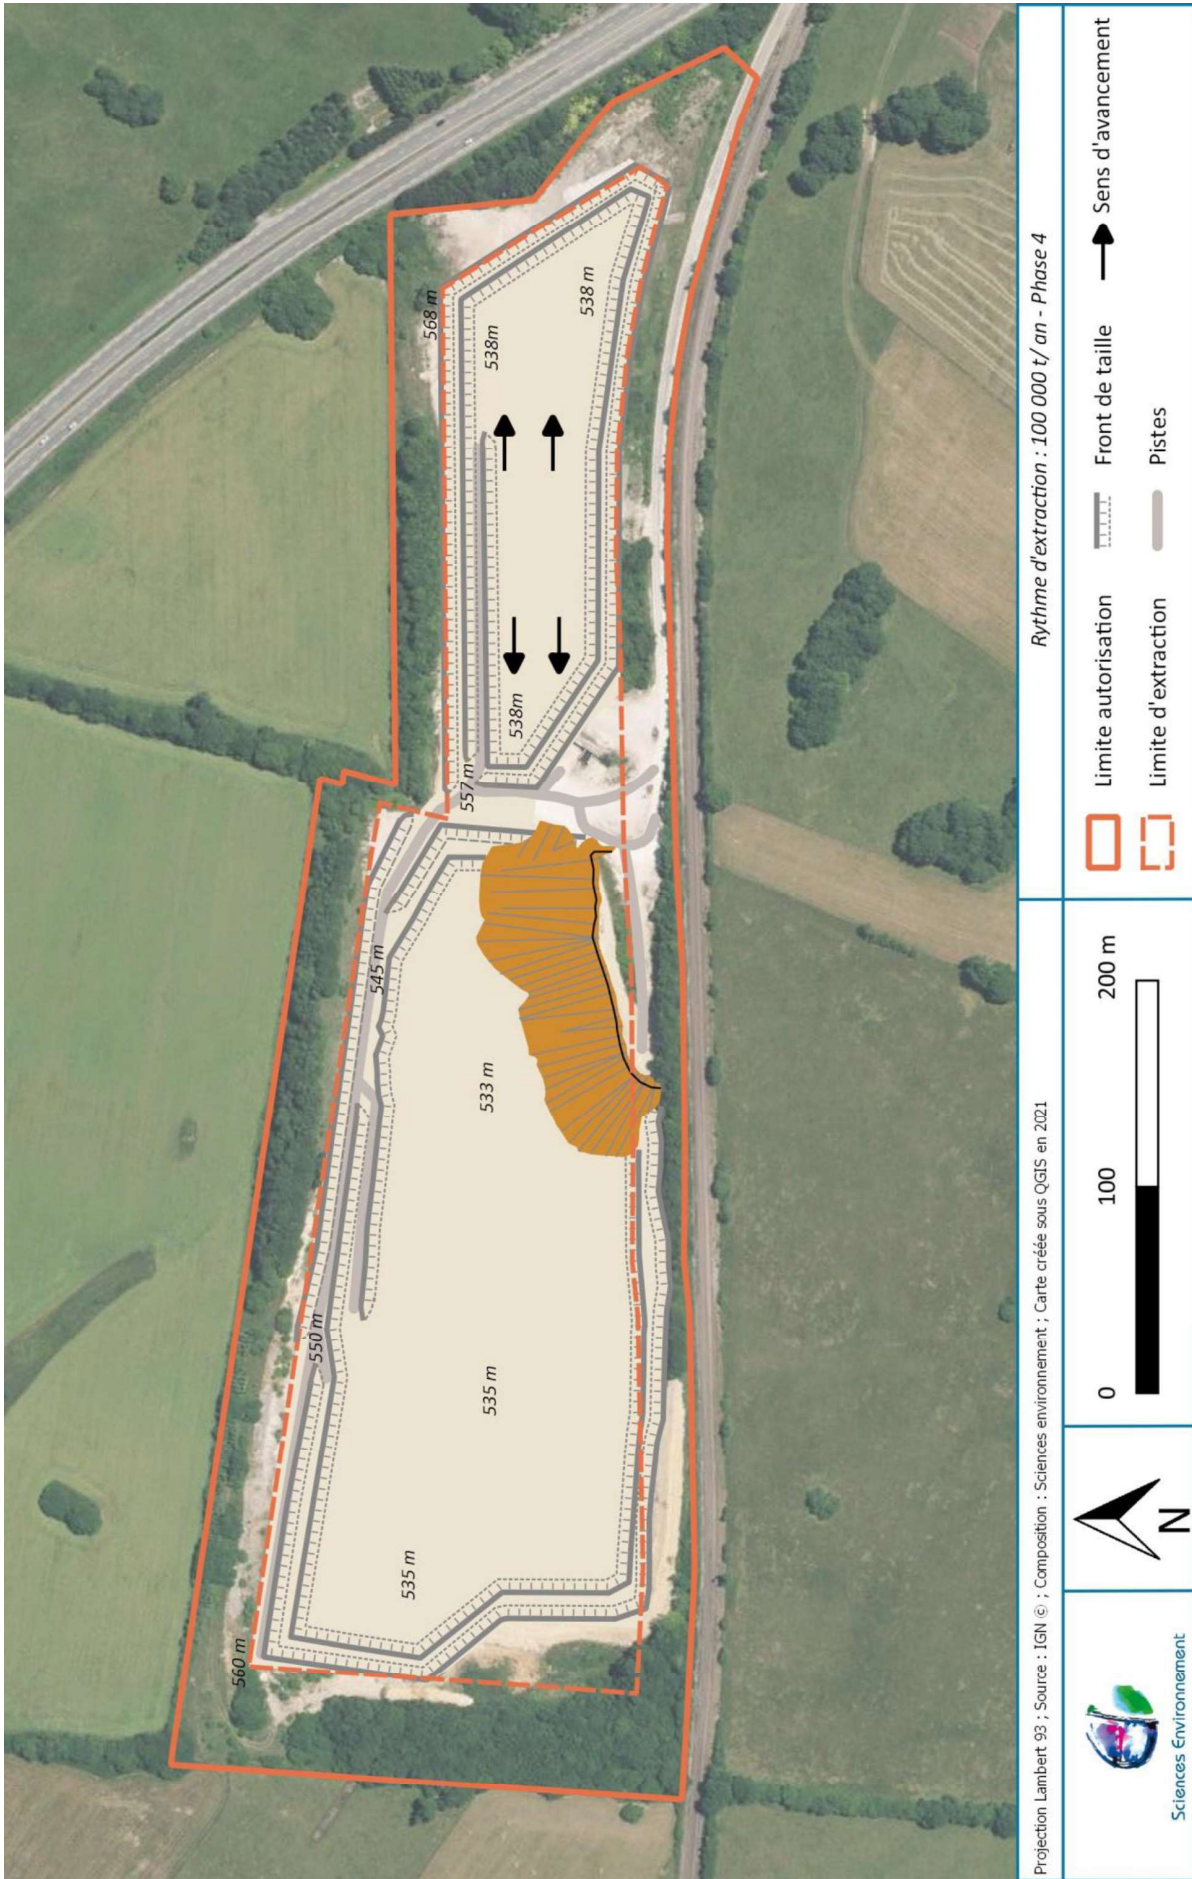 568 m
538m
538 m
538m
557 m
545 m
533 m
550 m
535 m
535 m
560 m
Rythme d'extraction : 100 000 t/ an - Phase 4
Projection Lambert 93 ; Source : IGN © ; Composition : Sciences environnement ; Carte créée sous QGIS en 2021
Limite autorisation
Front de taille
Sens d'avancement
Limite d'extraction
Pistes
0 100 200 m
N
Sciences Environnement